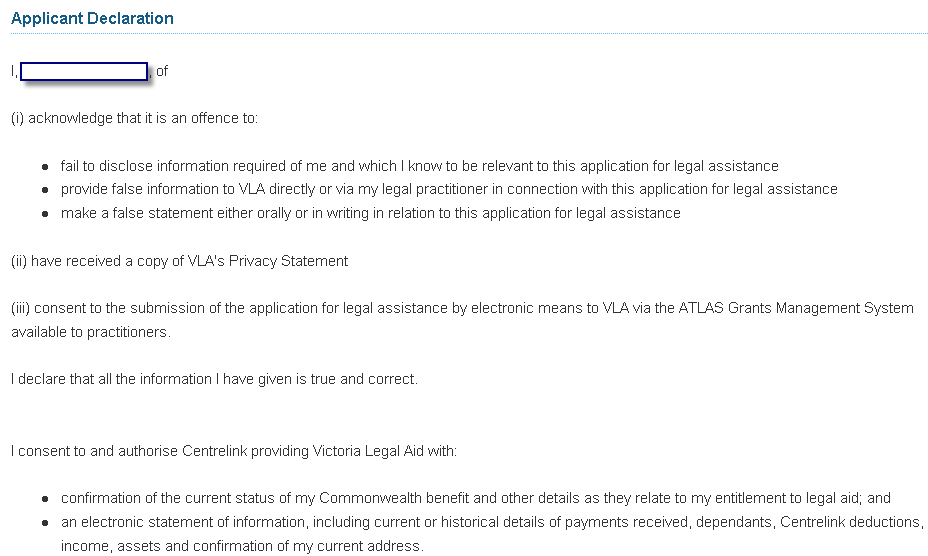 Applicant Declaration
I, , of
(i) acknowledge that it is an offence to:
● fail to disclose information required of me and which I know to be relevant to this application for legal assistance
● provide false information to VLA directly or via my legal practitioner in connection with this application for legal assistance
● make a false statement either orally or in writing in relation to this application for legal assistance
(ii) have received a copy of VLA's Privacy Statement
(iii) consent to the submission of the application for legal assistance by electronic means to VLA via the ATLAS Grants Management System
available to practitioners.
I declare that all the information I have given is true and correct.
I consent to and authorise Centrelink providing Victoria Legal Aid with:
● confirmation of the current status of my Commonwealth benefit and other details as they relate to my entitlement to legal aid; and
● an electronic statement of information, including current or historical details of payments received, dependants, Centrelink deductions,
income, assets and confirmation of my current address.